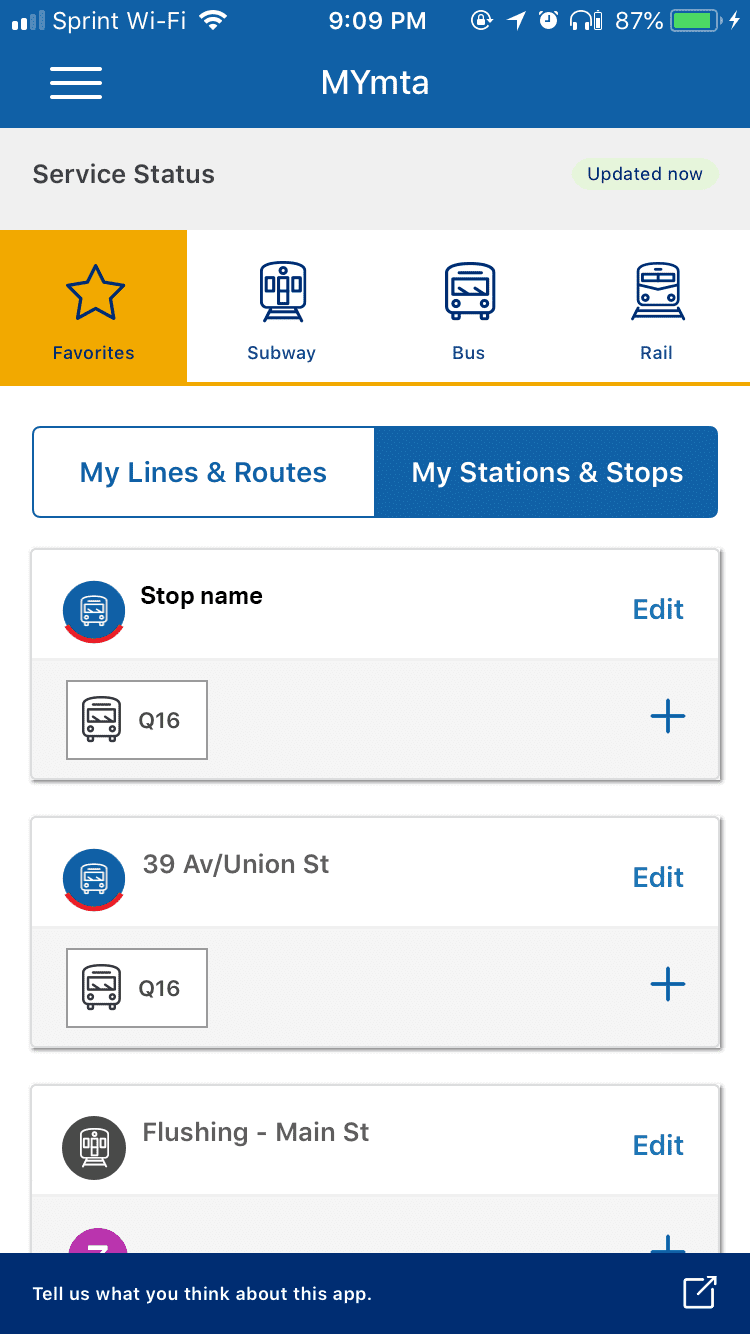 Sprint Wi-Fi 9:09 PM 87%
MYmta
Service Status Updated now
Favorites Subway Bus Rail
My Lines & Routes My Stations & Stops
Stop name
Edit
Q16
39 Av/Union St
Edit
Q16
Flushing - Main St
Edit
Tell us what you think about this app.